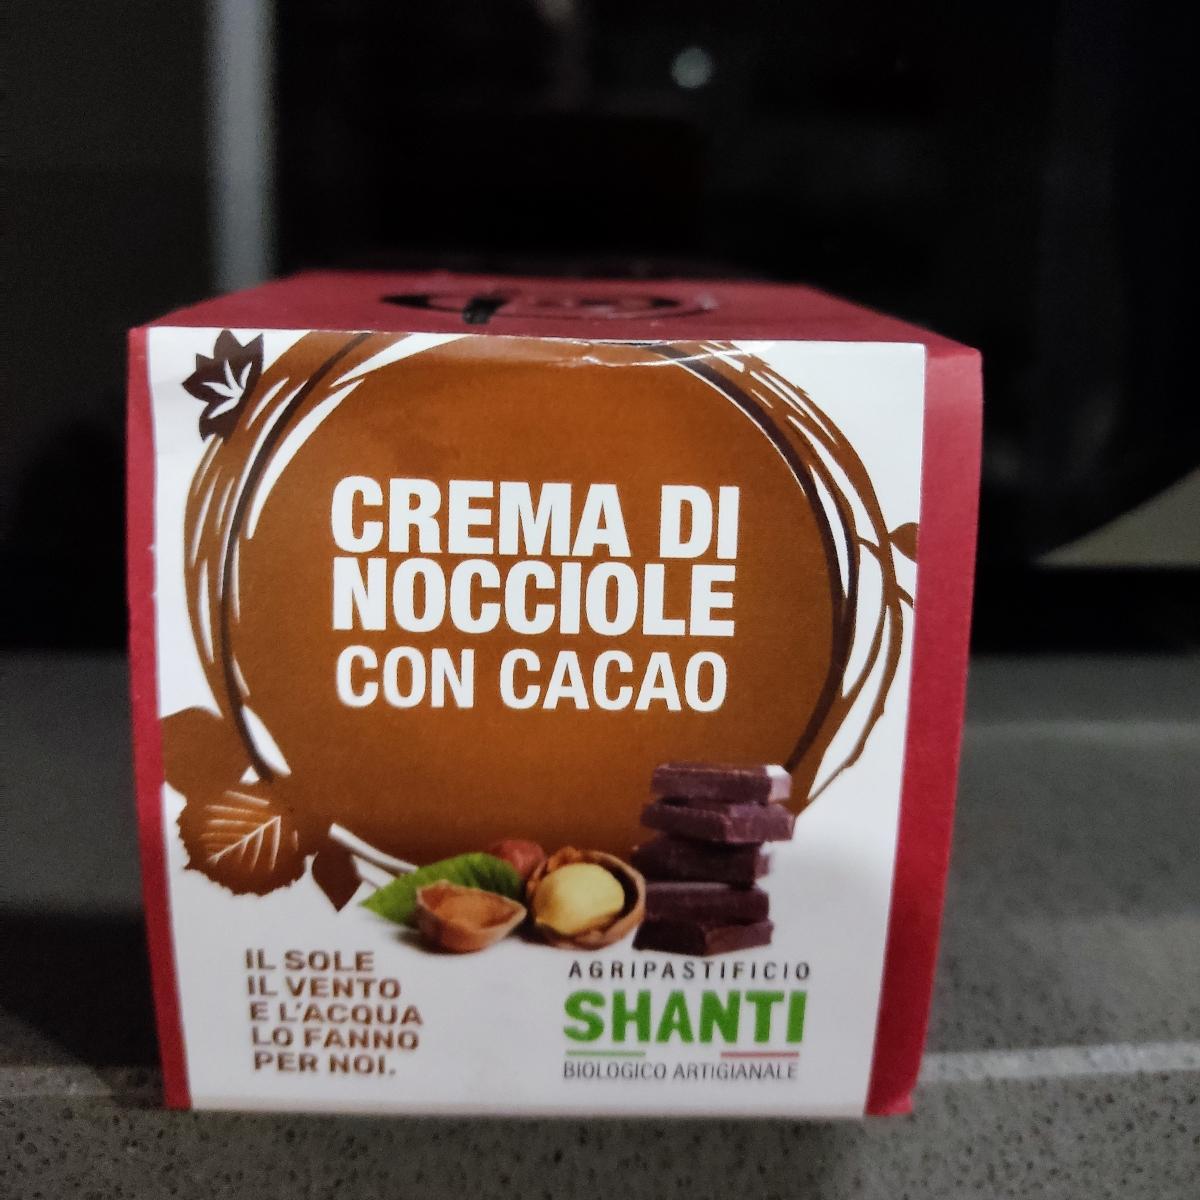 CREMA DI
NOCCIOLE
CON CACAO
IL SOLE
IL VENTO
E L'ACQUA
LO FANNO
PER NOI.
AGRIPASTIFICIO
SHANTI
BIOLOGICO ARTIGIANALE